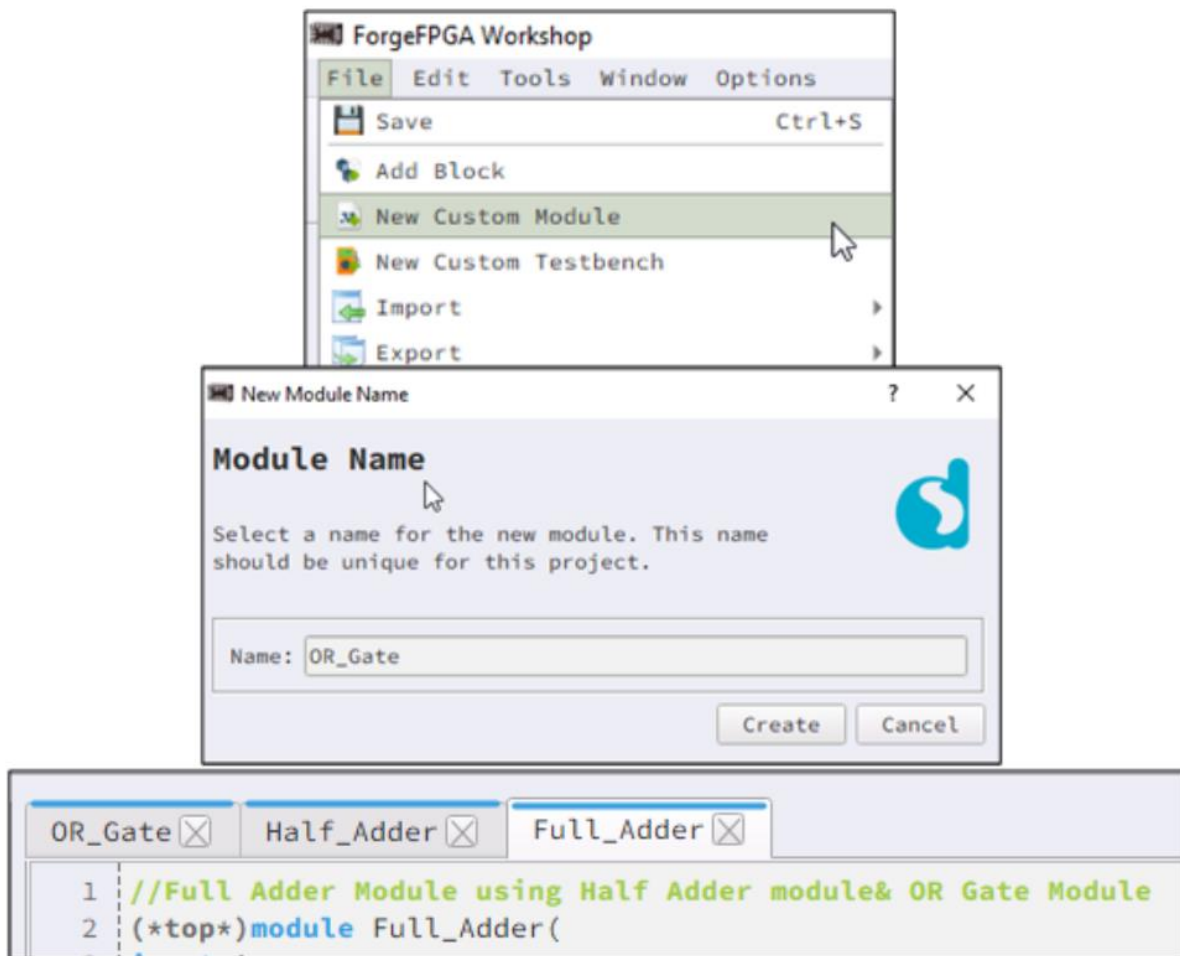 ForgeFPGA Workshop
File Edit Tools Window Options
Save Ctrl+S
Add Block
New Custom Module
New Custom Testbench
Import
Export
New Module Name ?
Module Name
Select a name for the new module. This name
should be unique for this project.
Name: OR_Gate
Create Cancel
OR_Gate Half_Adder Full_Adder
1 //Full Adder Module using Half Adder module& OR Gate Module
2 (*top*)module Full_Adder(